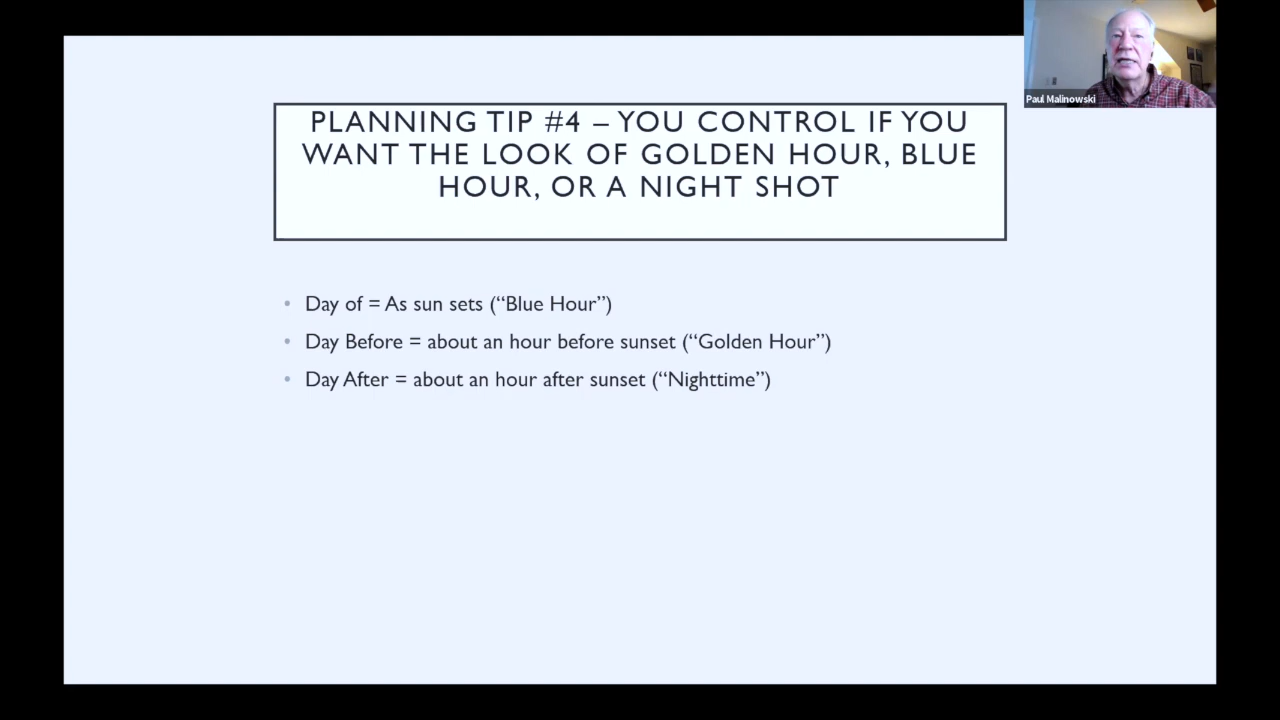 PLANNING TIP #4 – YOU CONTROL IF YOU
WANT THE LOOK OF GOLDEN HOUR, BLUE
HOUR, OR A NIGHT SHOT
• Day of = As sun sets (“Blue Hour”)
• Day Before = about an hour before sunset (“Golden Hour”)
• Day After = about an hour after sunset (“Nighttime”)
Paul Malinowski